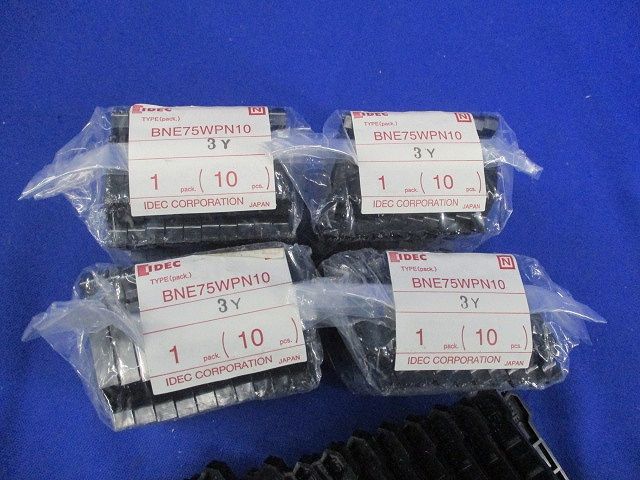 IDEC N
TYPE(pack.)
BNE75WPN10
3Y
1 pack. ( 10 pcs.)
IDEC CORPORATION JAPAN
IDEC N
TYPE(pack.)
BNE75WPN10
3Y
1 pack. ( 10 pcs.)
IDEC CORPORATION JAPAN
IDEC
TYPE(pack.)
BNE75WPN10
3Y
1 pack. ( 10 pcs.)
IDEC CORPORATION JAPAN
IDEC N
TYPE(pack.)
BNE75WPN10
3Y
1 pack. ( 10 pcs.)
IDEC CORPORATION JAPAN